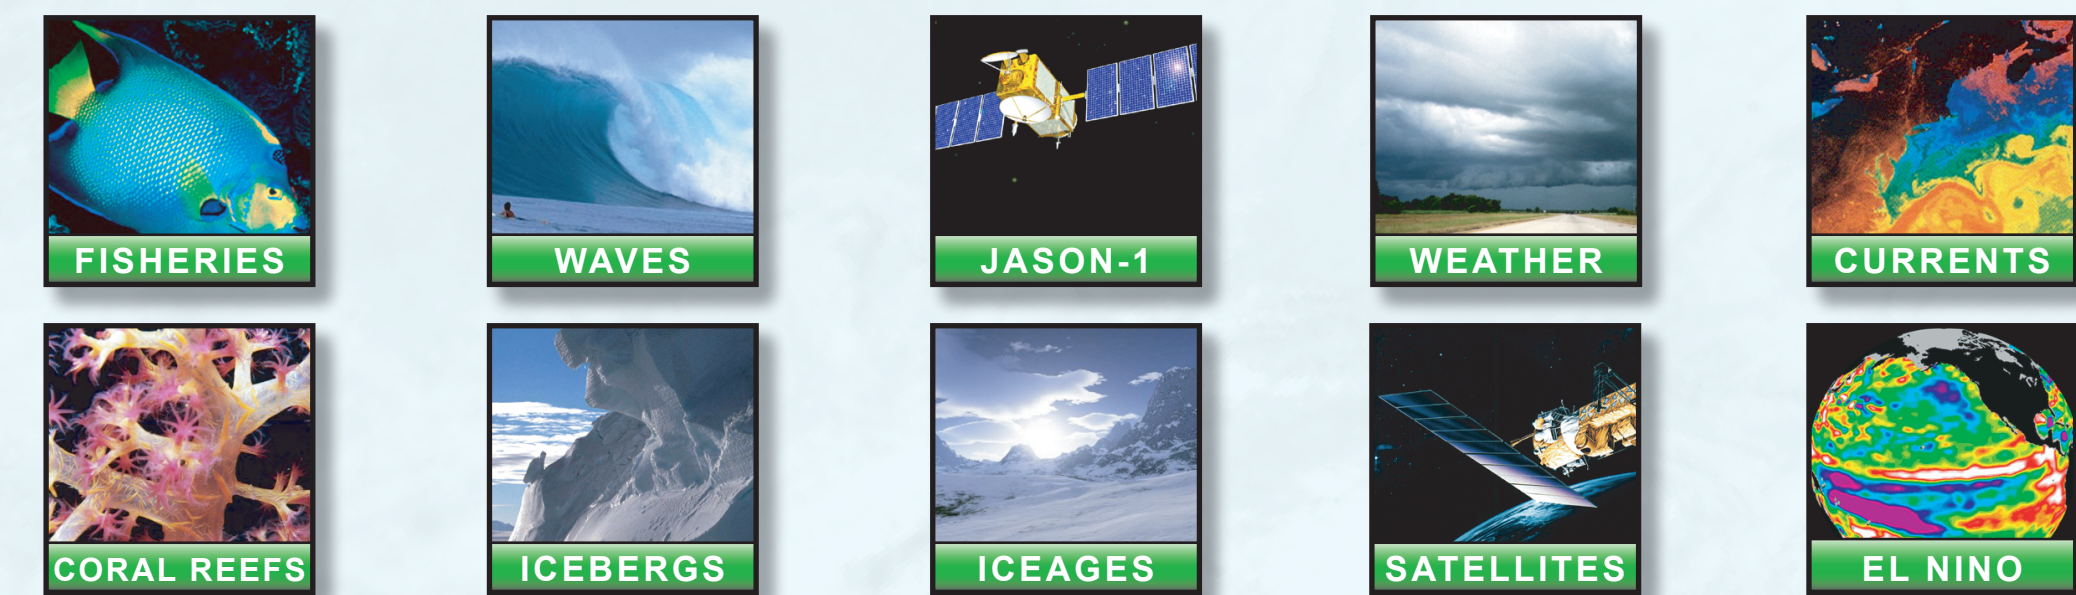 FISHERIES
WAVES
JASON-1
WEATHER
CURRENTS
CORAL REEFS
ICEBERGS
ICEAGES
SATELLITES
EL NINO